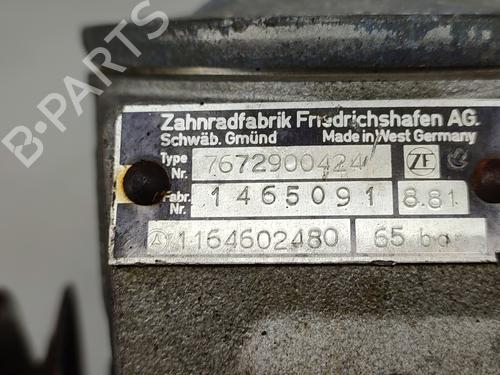 Zahnradfabrik Friedrichshafen AG.
Schwäb. Gmünd Made in West Germany
Type Nr. 7672900424 ZF
Fabr. Nr. 1465091 8.81
A 1164602480 65 bar
B-PARTS